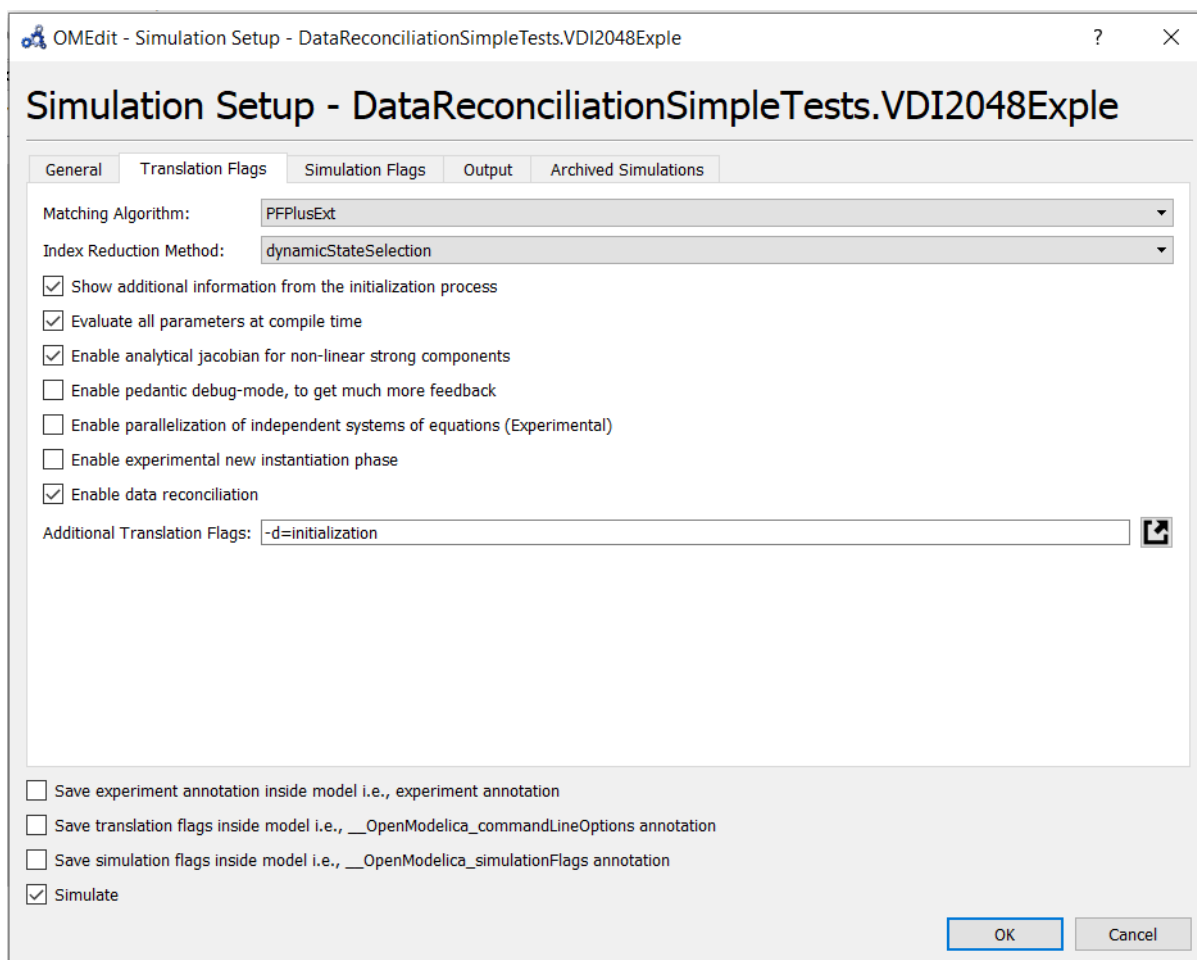 OMEdit - Simulation Setup - DataReconciliationSimpleTests.VDI2048Exple ?
Simulation Setup - DataReconciliationSimpleTests.VDI2048Exple
General Translation Flags Simulation Flags Output Archived Simulations
Matching Algorithm: PFPlusExt
Index Reduction Method: dynamicStateSelection
Show additional information from the initialization process
Evaluate all parameters at compile time
Enable analytical jacobian for non-linear strong components
Enable pedantic debug-mode, to get much more feedback
Enable parallelization of independent systems of equations (Experimental)
Enable experimental new instantiation phase
Enable data reconciliation
Additional Translation Flags: -d=initialization
Save experiment annotation inside model i.e., experiment annotation
Save translation flags inside model i.e., __OpenModelica_commandLineOptions annotation
Save simulation flags inside model i.e., __OpenModelica_simulationFlags annotation
Simulate
OK Cancel